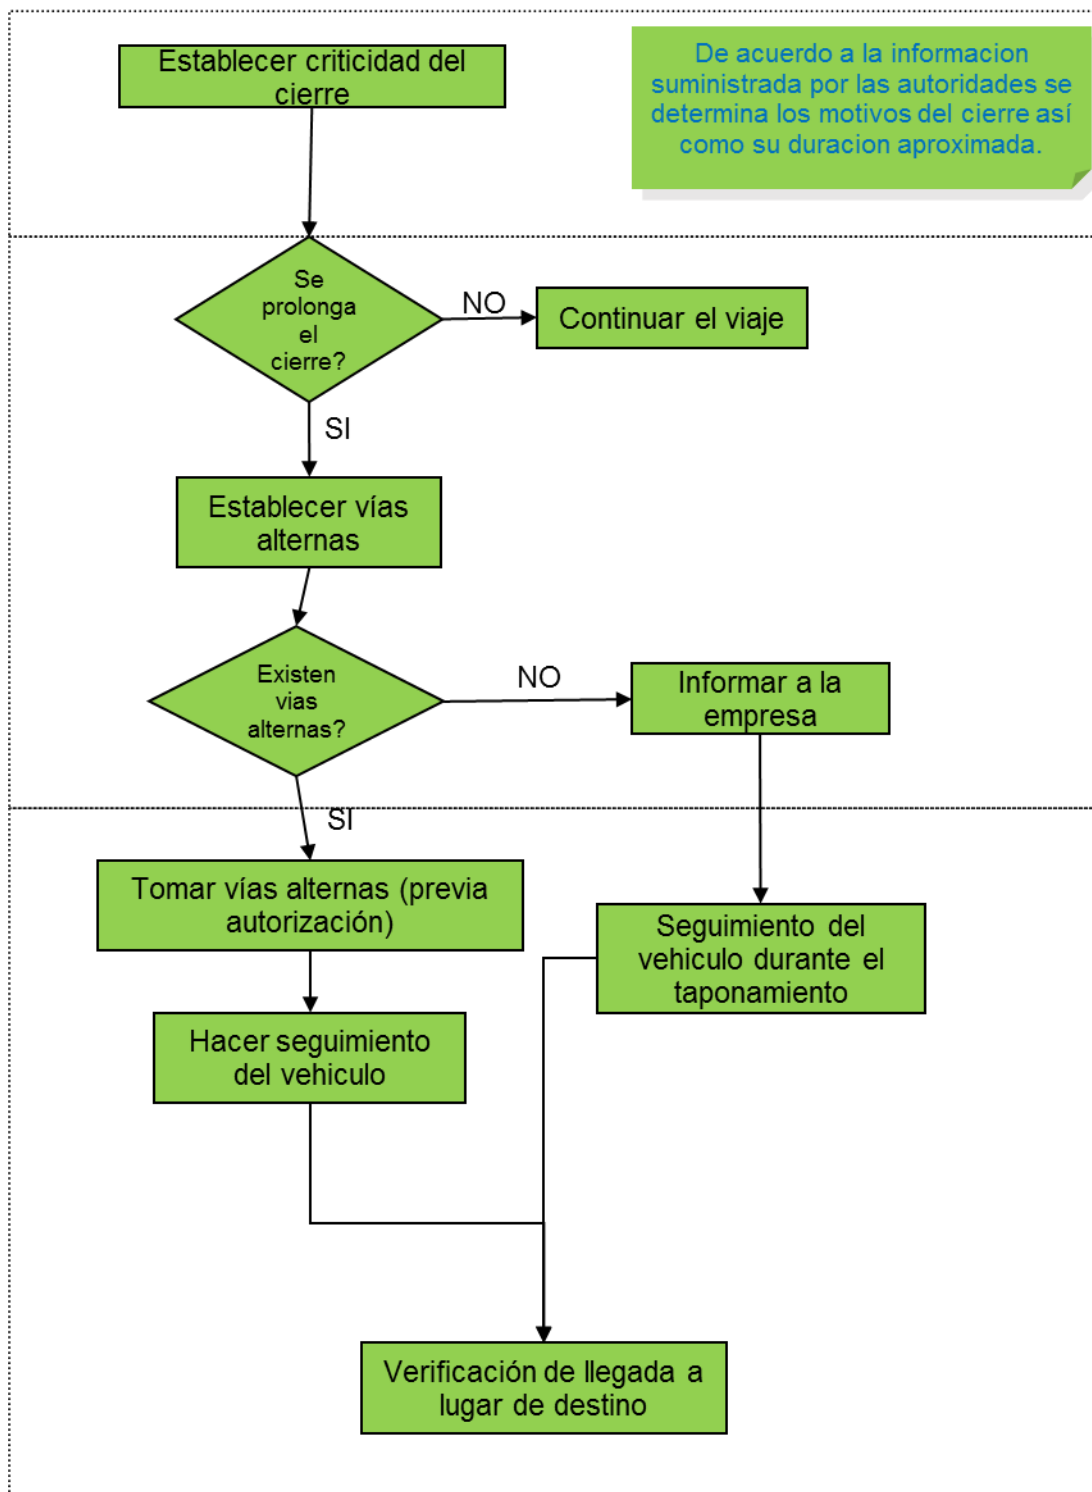 Establecer criticidad del
cierre
De acuerdo a la informacion
suministrada por las autoridades se
determina los motivos del cierre así
como su duracion aproximada.
Se
prolonga
el
cierre?
NO
Continuar el viaje
SI
Establecer vías
alternas
Existen
vias
alternas?
NO
Informar a la
empresa
SI
Tomar vías alternas (previa
autorización)
Seguimiento del
vehiculo durante el
taponamiento
Hacer seguimiento
del vehiculo
Verificación de llegada a
lugar de destino